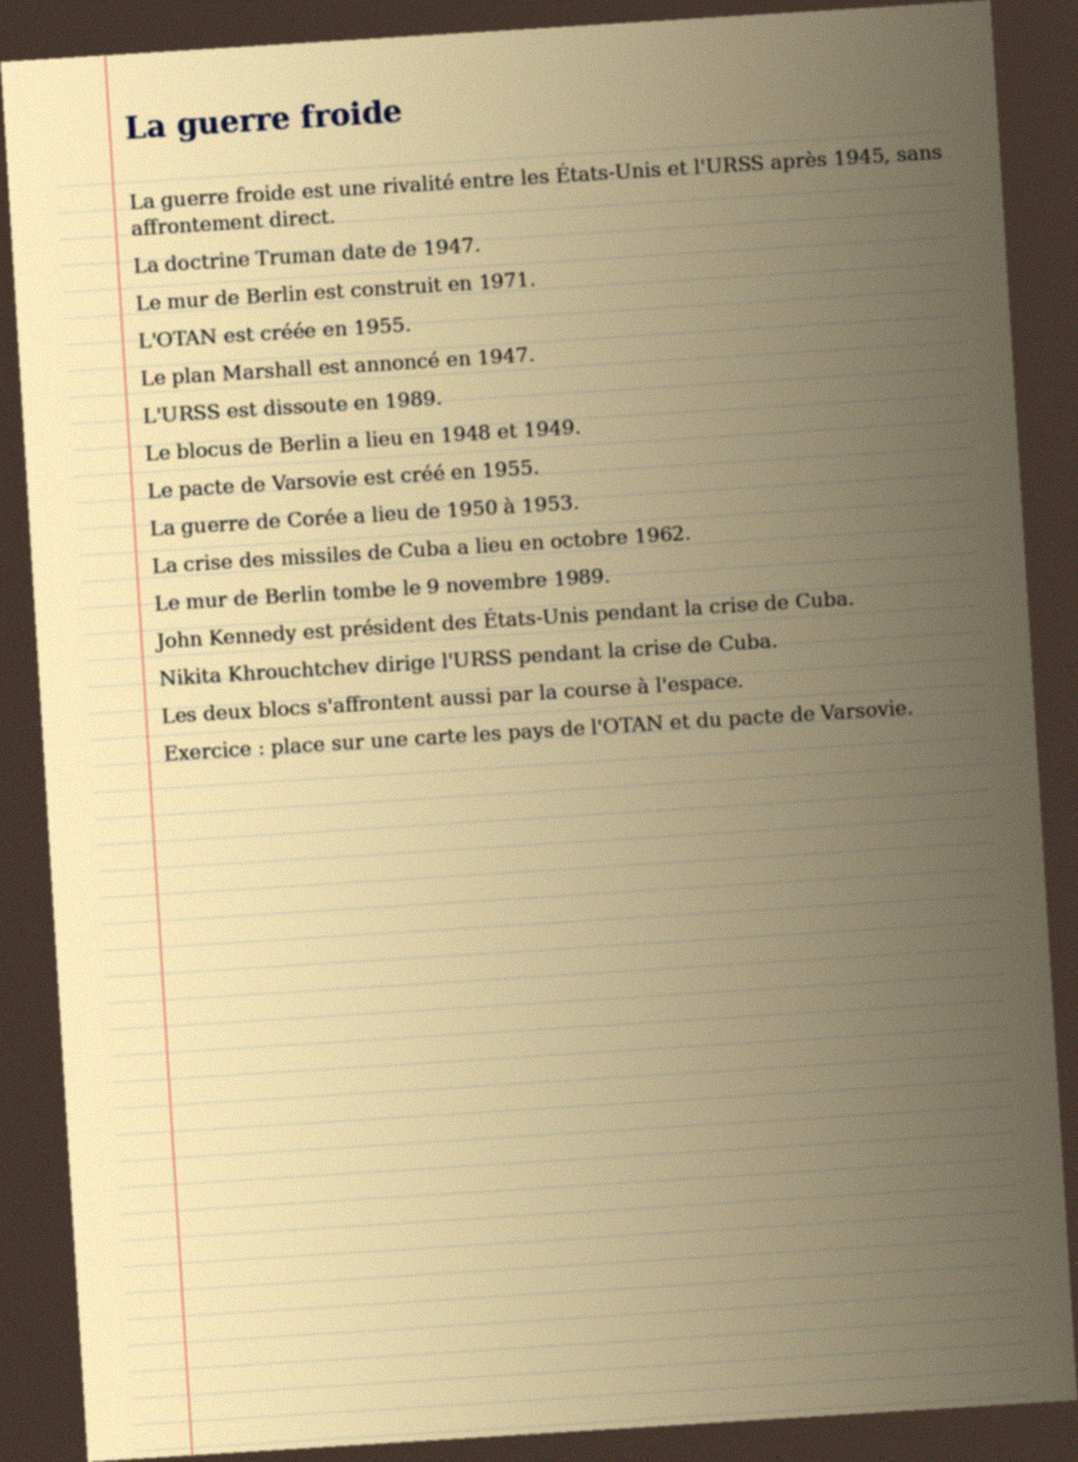 La guerre froide
La guerre froide est une rivalité entre les États-Unis et l'URSS après 1945, sans
affrontement direct.
La doctrine Truman date de 1947.
Le mur de Berlin est construit en 1971.
L'OTAN est créée en 1955.
Le plan Marshall est annoncé en 1947.
L'URSS est dissoute en 1989.
Le blocus de Berlin a lieu en 1948 et 1949.
Le pacte de Varsovie est créé en 1955.
La guerre de Corée a lieu de 1950 à 1953.
La crise des missiles de Cuba a lieu en octobre 1962.
Le mur de Berlin tombe le 9 novembre 1989.
John Kennedy est président des États-Unis pendant la crise de Cuba.
Nikita Khrouchtchev dirige l'URSS pendant la crise de Cuba.
Les deux blocs s'affrontent aussi par la course à l'espace.
Exercice : place sur une carte les pays de l'OTAN et du pacte de Varsovie.